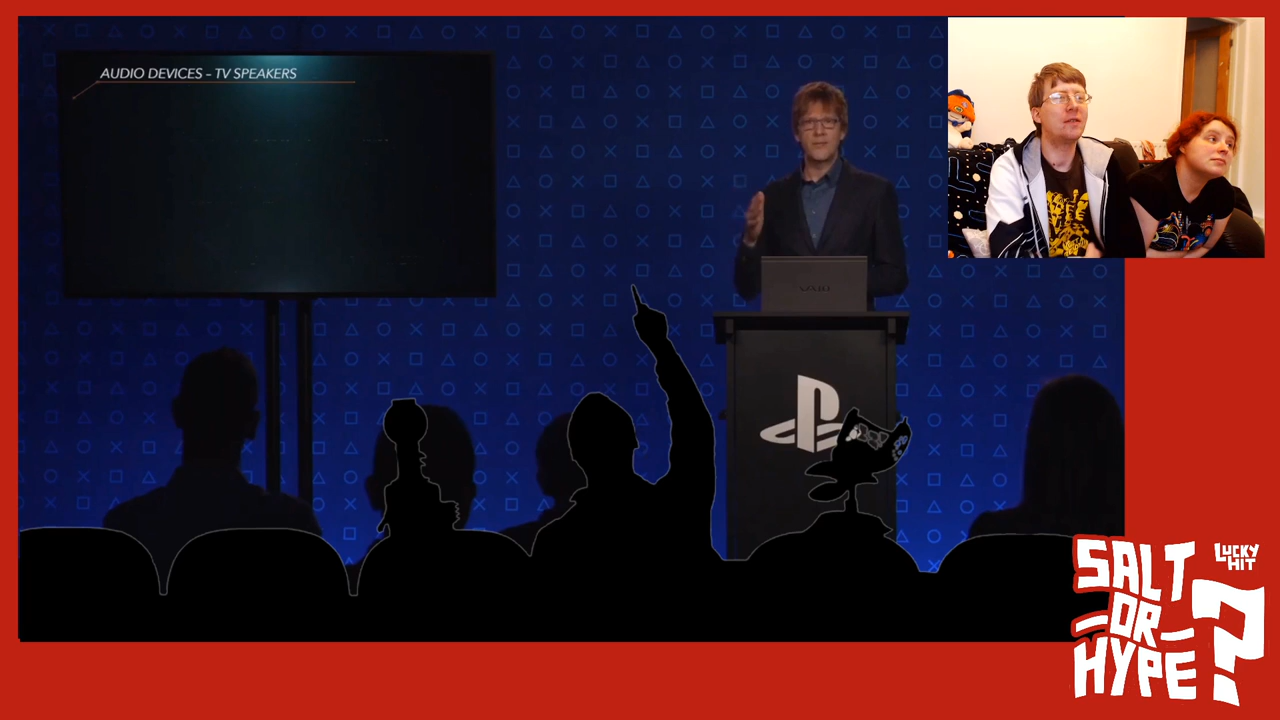 AUDIO DEVICES – TV SPEAKERS
VAIO
SALT
OR
HYPE?
LUCKY
HIT